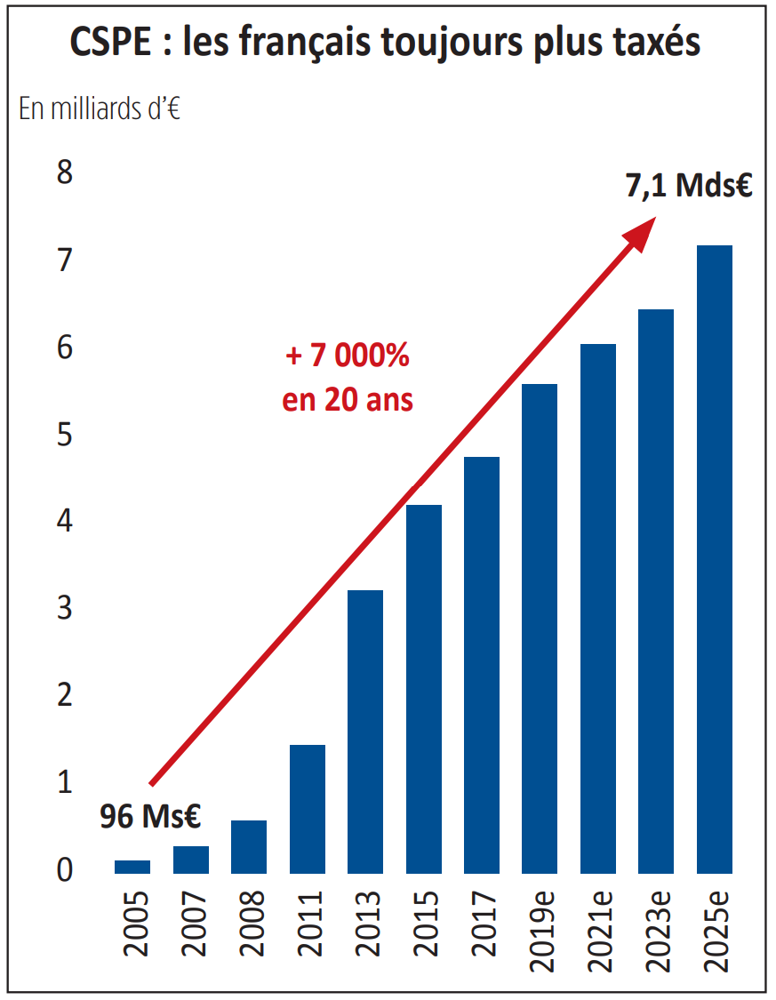 CSPE : les français toujours plus taxés
En milliards d'€
8
7,1 Mds€
7
6
+ 7 000%
en 20 ans
5
4
3
2
1
96 Ms€
0
2005 2007 2008 2011 2013 2015 2017 2019e 2021e 2023e 2025e